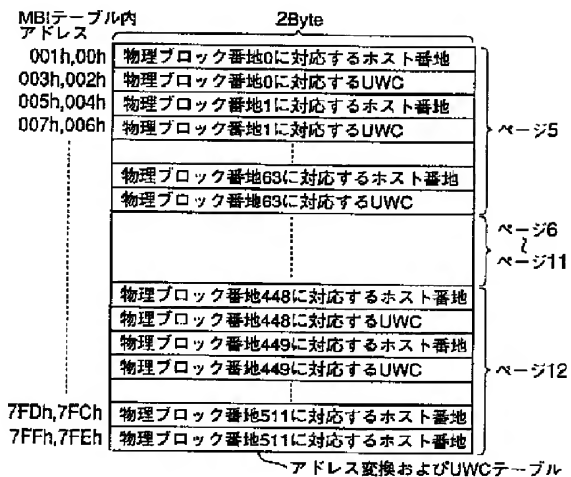 MBIテーブル内
アドレス
2Byte
001h,00h 物理ブロック番地0に対応するホスト番地
003h,002h 物理ブロック番地0に対応するUWC
005h,004h 物理ブロック番地1に対応するホスト番地
007h,006h 物理ブロック番地1に対応するUWC
ページ5
物理ブロック番地63に対応するホスト番地
物理ブロック番地63に対応するUWC
ページ6
~
ページ11
物理ブロック番地448に対応するホスト番地
物理ブロック番地448に対応するUWC
物理ブロック番地449に対応するホスト番地
物理ブロック番地449に対応するUWC
ページ12
7FDh,7FCh 物理ブロック番地511に対応するホスト番地
7FFh,7FEh 物理ブロック番地511に対応するホスト番地
アドレス変換およびUWCテーブル